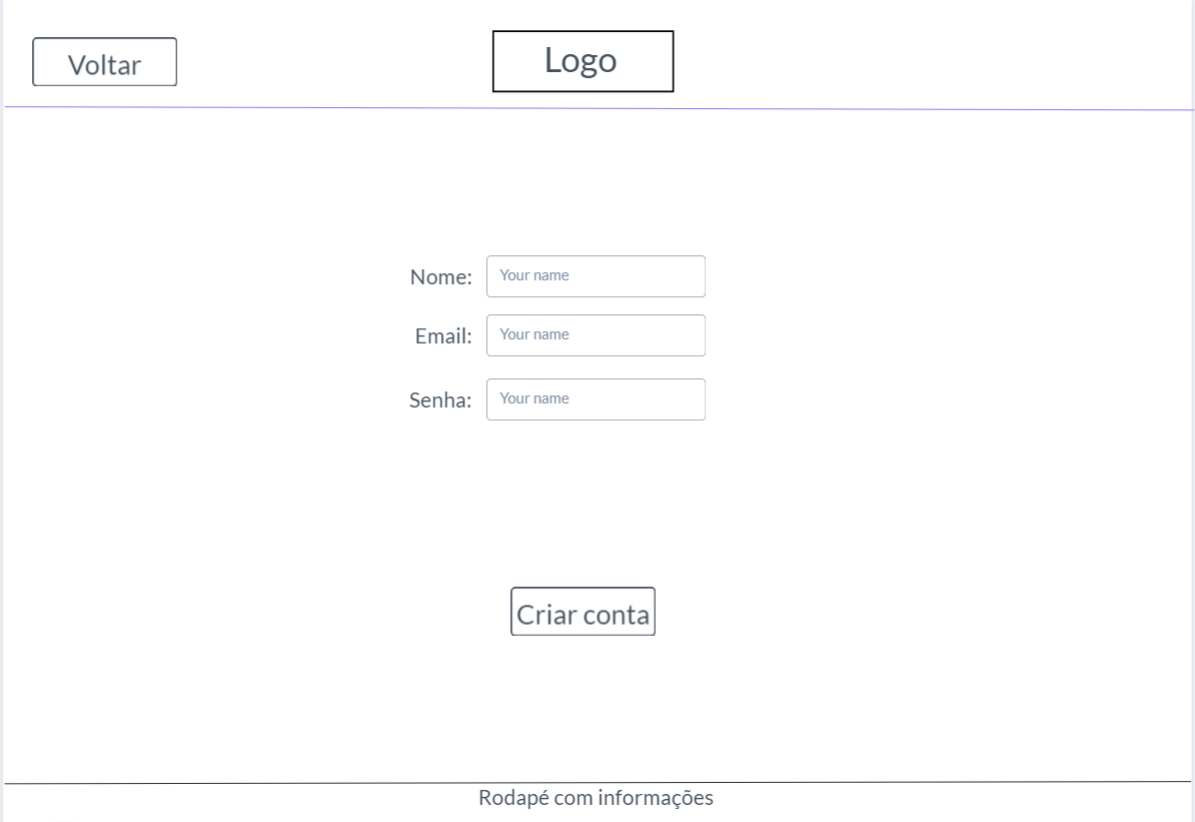 Voltar
Logo
Nome:
Your name
Email:
Your name
Senha:
Your name
Criar conta
Rodapé com informações